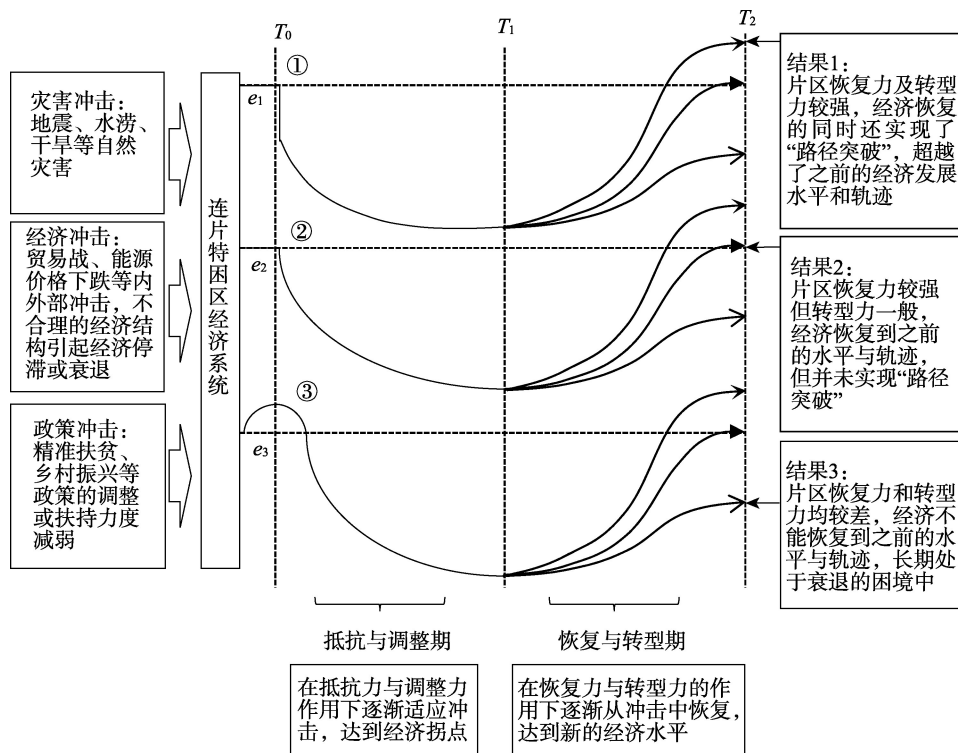 T0
T1
T2
灾害冲击：
地震、水涝、
干旱等自然
灾害
经济冲击：
贸易战、能源
价格下跌等内
外部冲击，不
合理的经济结
构引起经济停
滞或衰退
政策冲击：
精准扶贫、
乡村振兴等
政策的调整
或扶持力度
减弱
连片特困区经济系统
①
e1
②
e2
③
e3
结果1：
片区恢复力及转型
力较强，经济恢复
的同时还实现了
“路径突破”，超越
了之前的经济发展
水平和轨迹
结果2：
片区恢复力较强
但转型力一般，
经济恢复到之前
的水平与轨迹，
但并未实现“路径
突破”
结果3：
片区恢复力和转型
力均较差，经济不
能恢复到之前的水
平与轨迹，长期处
于衰退的困境中
抵抗与调整期
恢复与转型期
在抵抗力与调整力
作用下逐渐适应冲
击，达到经济拐点
在恢复力与转型力的作
用下逐渐从冲击中恢复，
达到新的经济水平